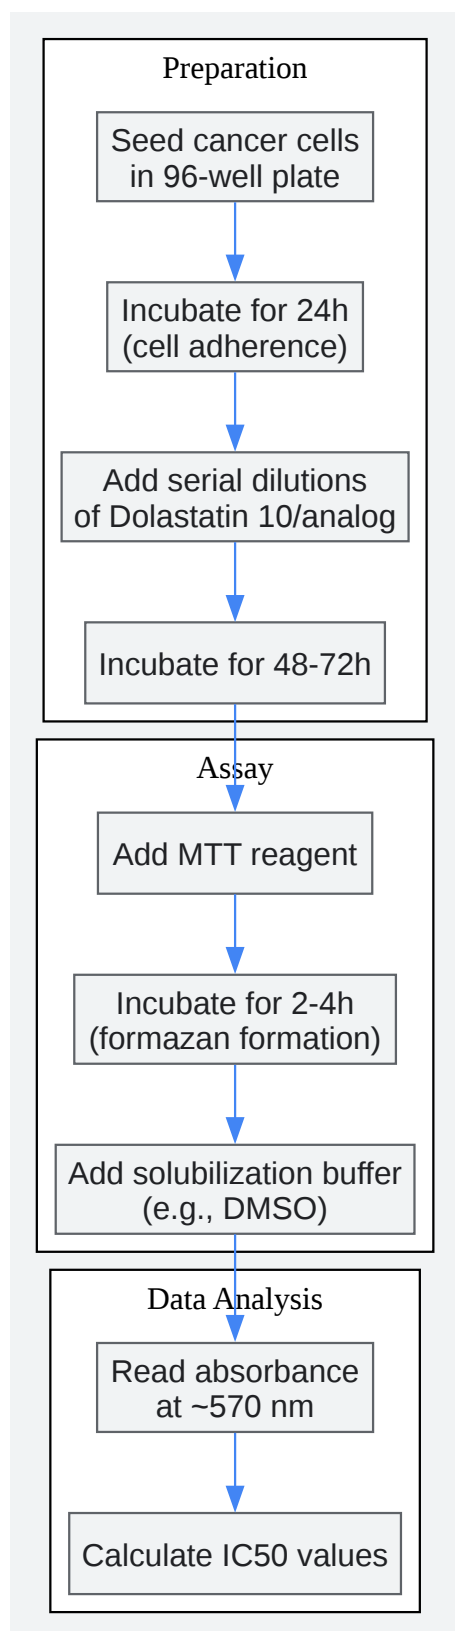 Preparation
Seed cancer cells
in 96-well plate
Incubate for 24h
(cell adherence)
Add serial dilutions
of Dolastatin 10/analog
Incubate for 48-72h
Assay
Add MTT reagent
Incubate for 2-4h
(formazan formation)
Add solubilization buffer
(e.g., DMSO)
Data Analysis
Read absorbance
at ~570 nm
Calculate IC50 values